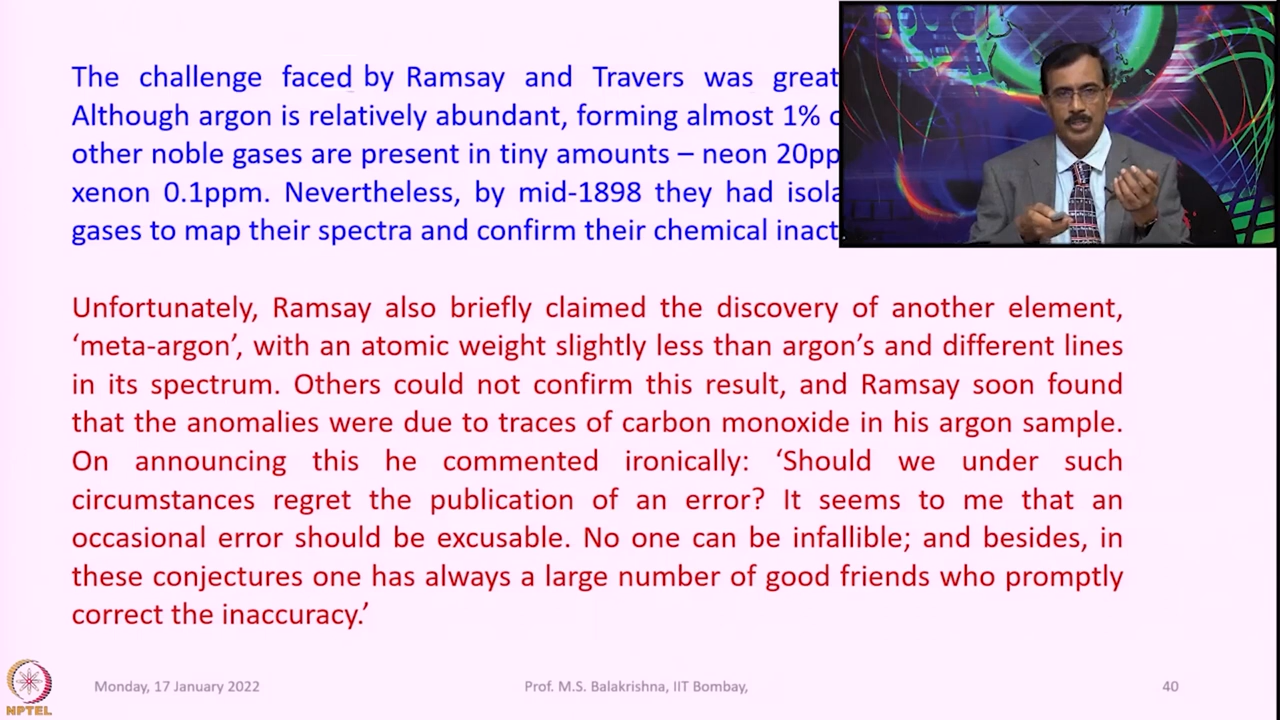 The challenge faced by Ramsay and Travers was great
Although argon is relatively abundant, forming almost 1%
other noble gases are present in tiny amounts – neon
xenon 0.1ppm. Nevertheless, by mid-1898 they had
gases to map their spectra and confirm their chemical
Unfortunately, Ramsay also briefly claimed the discovery of another element,
‘meta-argon’, with an atomic weight slightly less than argon’s and different lines
in its spectrum. Others could not confirm this result, and Ramsay soon found
that the anomalies were due to traces of carbon monoxide in his argon sample.
On announcing this he commented ironically: ‘Should we under such
circumstances regret the publication of an error? It seems to me that an
occasional error should be excusable. No one can be infallible; and besides, in
these conjectures one has always a large number of good friends who promptly
correct the inaccuracy.’
NPTEL
Monday, 17 January 2022
Prof. M.S. Balakrishna, IIT Bombay,
40